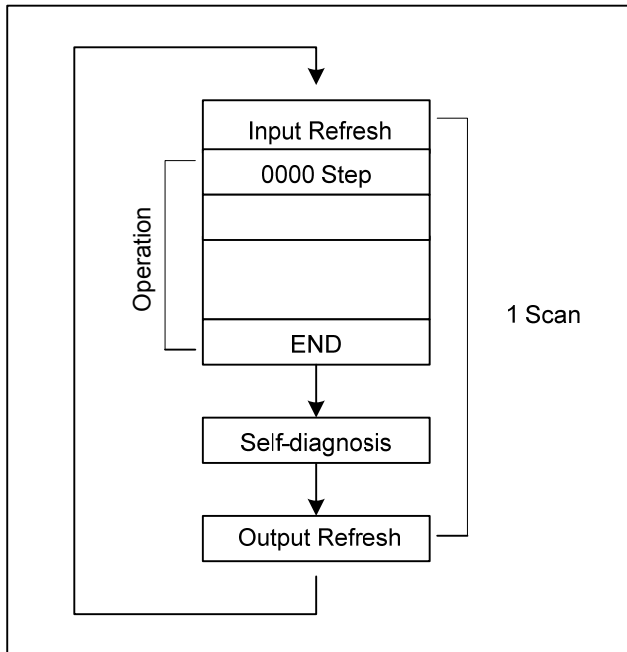 Input Refresh
0000 Step
Operation
END
1 Scan
Self-diagnosis
Output Refresh